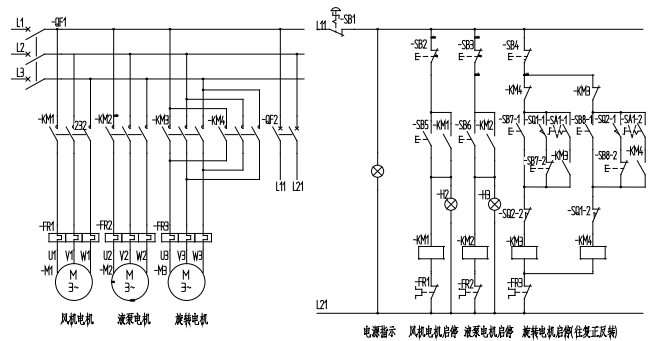 L1 -QF1
L2
L3
-KM1 232 -KM2 -KM3 -KM4 -QF2
L11 L21
-FR1 -FR2 -FR3
U1 V1 W1 U2 V2 W2 U3 V3 W3
-M1 M 3~ -M2 M 3~ -M3 M 3~
风机电机 液泵电机 旋转电机
L11 -SB1
-SB2 -SB3 -SB4
-KM4 -KM3
-SB5 -KM1 -SB6 -KM2 -SB7-1 -SQ1-1 -SA1-1 -SB8-1 -SQ2-1 -SA1-2
-SB7-2 -KM3 -SB8-2 -KM4
-H2 -H3
-SQ2-2 -SQ1-2
-KM1 -KM2 -KM3 -KM4
-FR1 -FR2 -FR3
L21
电源指示 风机电机启停 液泵电机启停 旋转电机启停(往复正反转)